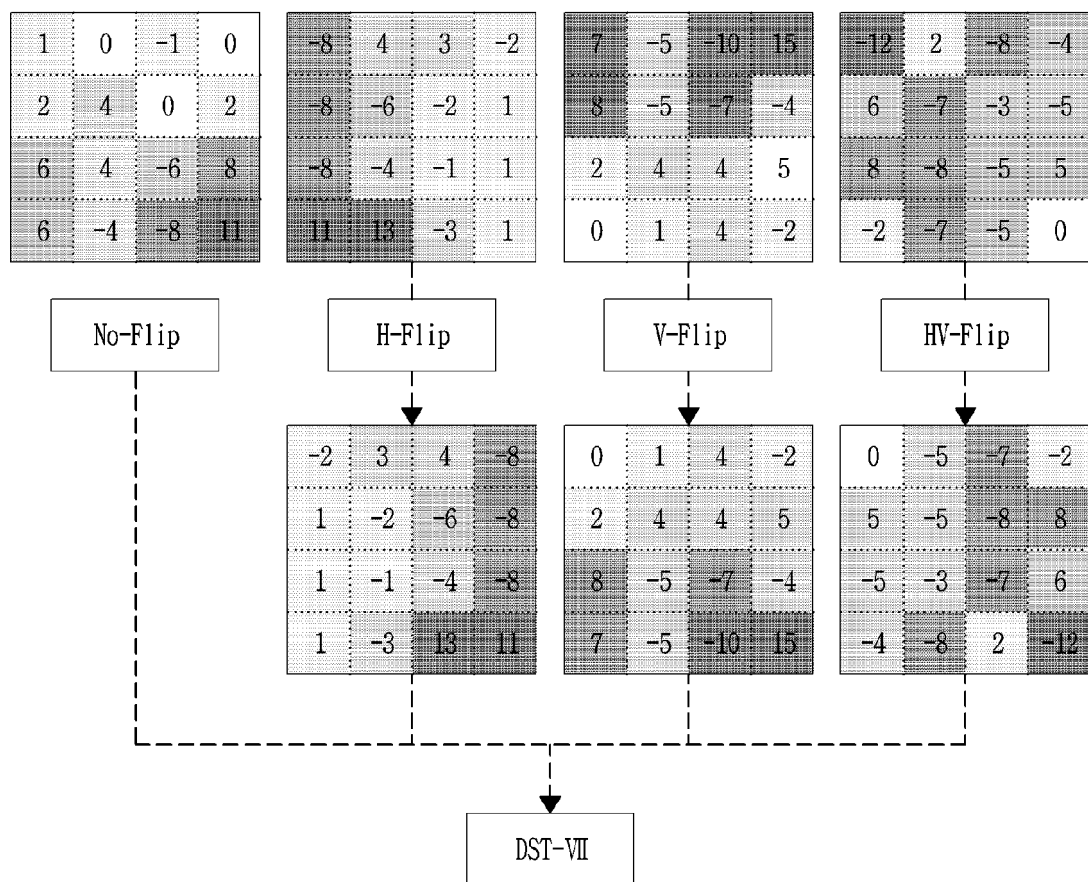 1 0 -1 0 -8 4 3 -2 7 -5 -10 15 -12 2 -8 -4
2 4 0 2 -8 -6 -2 1 8 -5 -7 -4 6 -7 -3 -5
6 4 -6 8 -8 -4 -1 1 2 4 4 5 8 -8 -5 5
6 -4 -8 11 11 13 -3 1 0 1 4 -2 -2 -7 -5 0
No-Flip H-Flip V-Flip HV-Flip
-2 3 4 -8 0 1 4 -2 0 -5 -7 -2
1 -2 -6 -8 2 4 4 5 5 -5 -8 8
1 -1 -4 -8 8 -5 -7 -4 -5 -3 -7 6
1 -3 13 11 7 -5 -10 15 -4 -8 2 -12
DST-Ⅶ